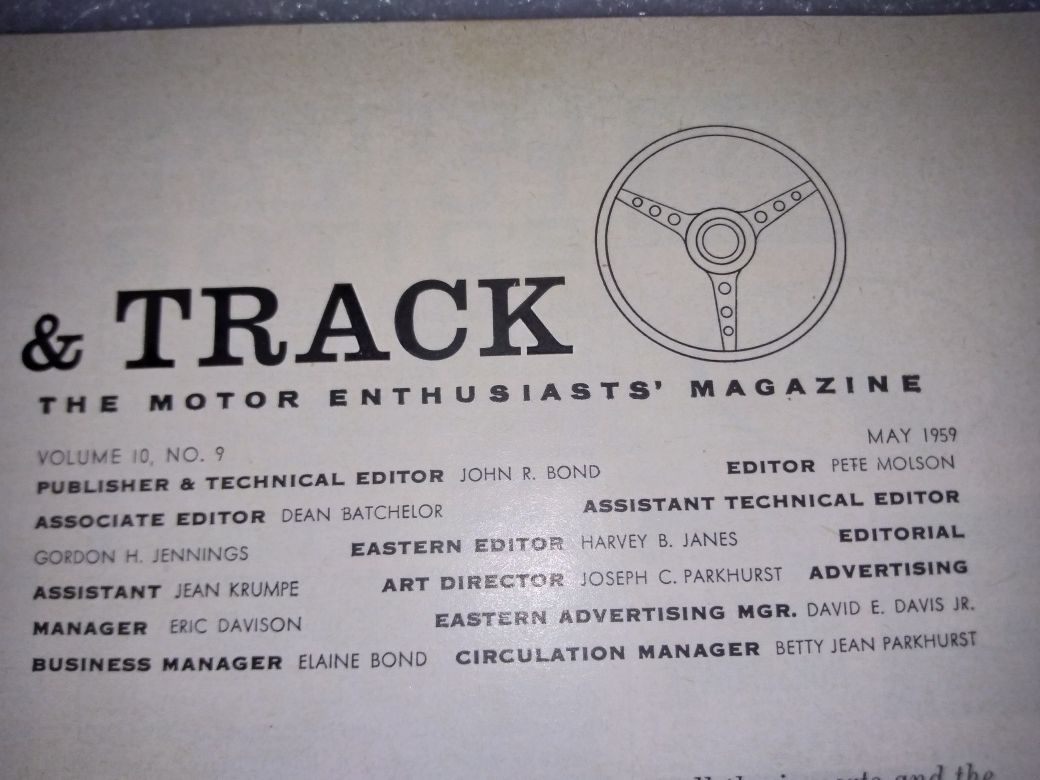 & TRACK
THE MOTOR ENTHUSIASTS' MAGAZINE
VOLUME 10, NO. 9 MAY 1959
PUBLISHER & TECHNICAL EDITOR JOHN R. BOND EDITOR PETE MOLSON
ASSOCIATE EDITOR DEAN BATCHELOR ASSISTANT TECHNICAL EDITOR
GORDON H. JENNINGS EASTERN EDITOR HARVEY B. JANES EDITORIAL
ASSISTANT JEAN KRUMPE ART DIRECTOR JOSEPH C. PARKHURST ADVERTISING
MANAGER ERIC DAVISON EASTERN ADVERTISING MGR. DAVID E. DAVIS JR.
BUSINESS MANAGER ELAINE BOND CIRCULATION MANAGER BETTY JEAN PARKHURST
and the